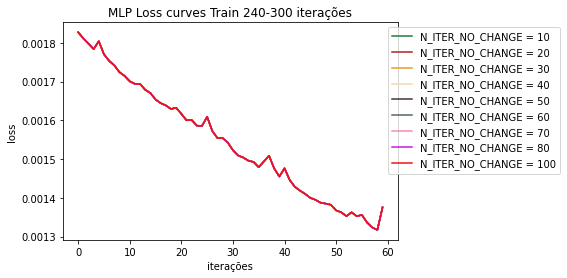 MLP Loss curves Train 240-300 iterações
0.0018
0.0017
0.0016
0.0015
0.0014
0.0013
loss
0
10
20
30
40
50
60
iterações
N_ITER_NO_CHANGE = 10
N_ITER_NO_CHANGE = 20
N_ITER_NO_CHANGE = 30
N_ITER_NO_CHANGE = 40
N_ITER_NO_CHANGE = 50
N_ITER_NO_CHANGE = 60
N_ITER_NO_CHANGE = 70
N_ITER_NO_CHANGE = 80
N_ITER_NO_CHANGE = 100